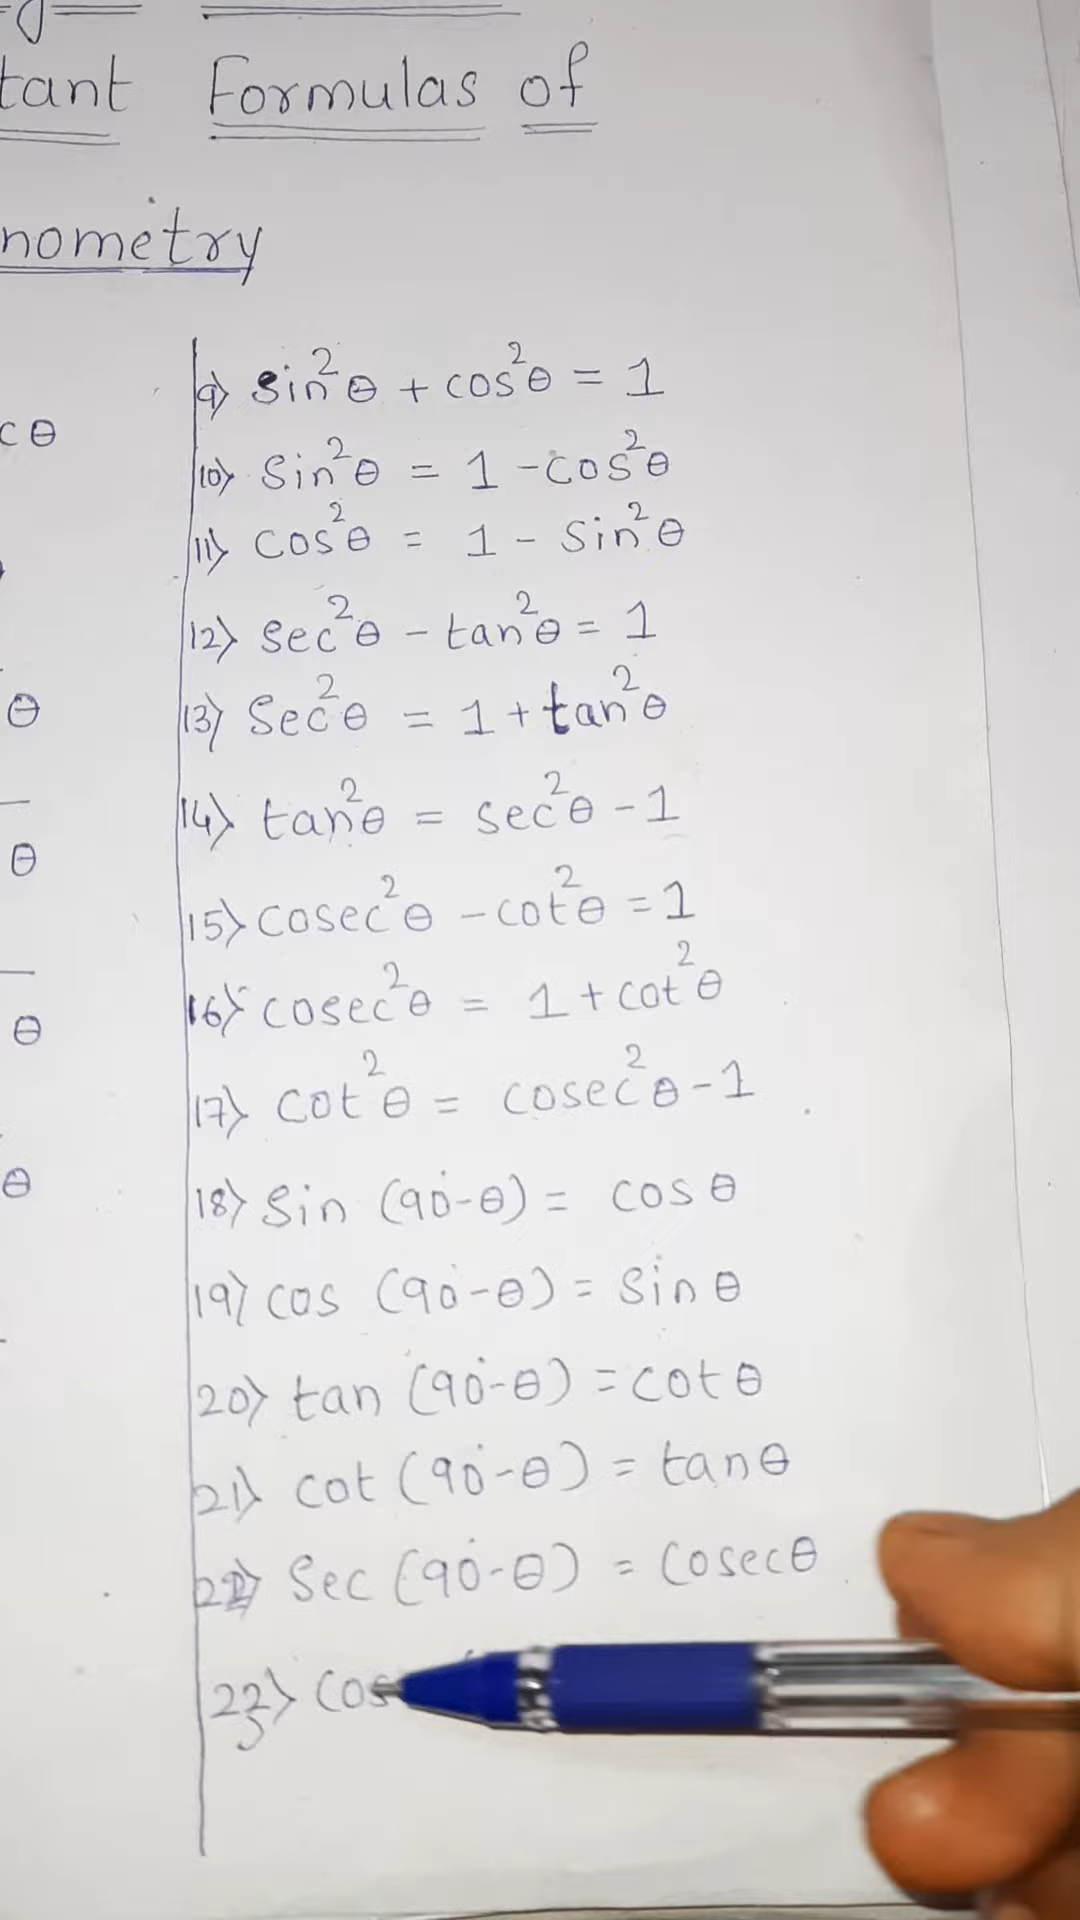 tant Formulas of
nometry
c θ
θ
θ
θ
θ
9) sin²θ + cos²θ = 1
10) sin²θ = 1 - cos²θ
11) cos²θ = 1 - sin²θ
12) sec²θ - tan²θ = 1
13) Sec²θ = 1 + tan²θ
14) tan²θ = sec²θ - 1
15) cosec²θ - cot²θ = 1
16) cosec²θ = 1 + cot²θ
17) cot²θ = cosec²θ - 1
18) Sin (90°-θ) = cos θ
19) cos (90°-θ) = sin θ
20) tan (90°-θ) = cot θ
21) cot (90°-θ) = tan θ
22) Sec (90°-θ) = cosec θ
23) cos